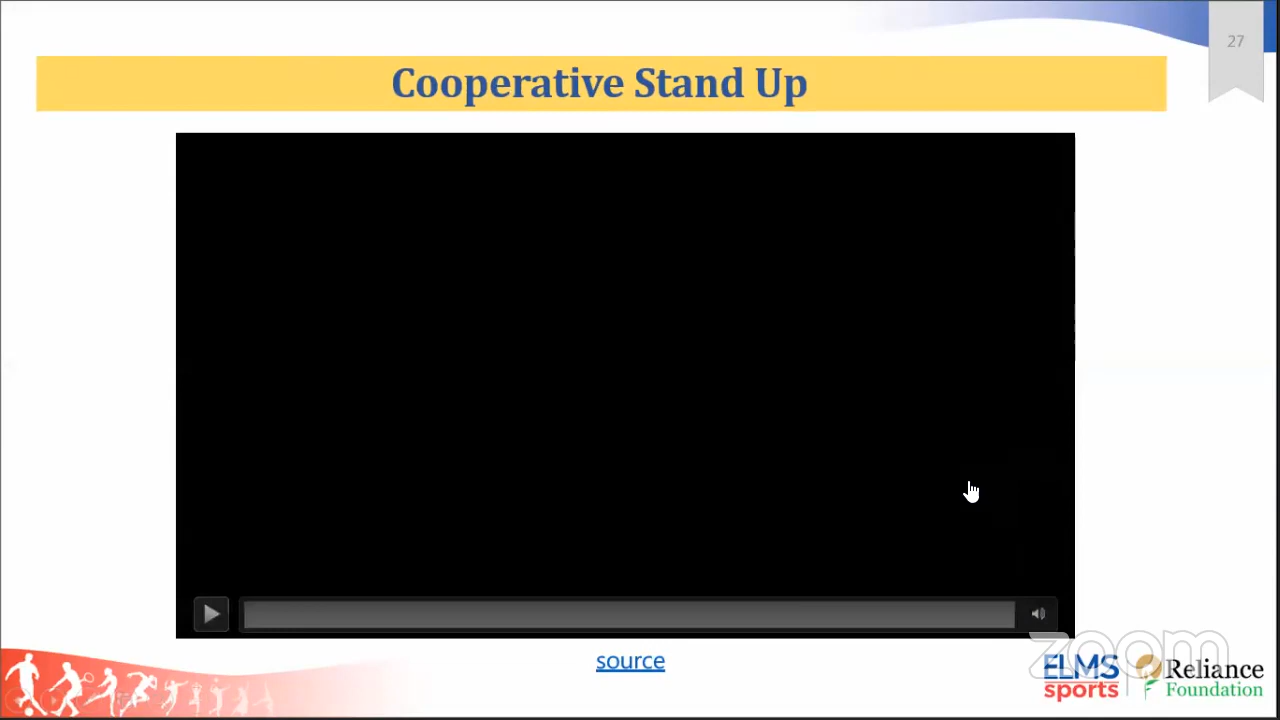 27
Cooperative Stand Up
source
zoom
ELMS
sports
Reliance
Foundation